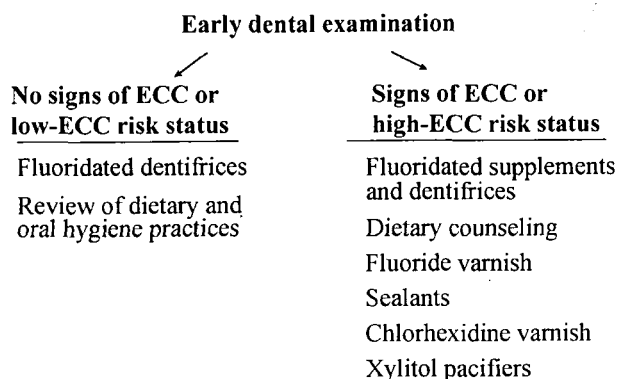 Early dental examination
No signs of ECC or
low-ECC risk status
Fluoridated dentifrices
Review of dietary and
oral hygiene practices
Signs of ECC or
high-ECC risk status
Fluoridated supplements
and dentifrices
Dietary counseling
Fluoride varnish
Sealants
Chlorhexidine varnish
Xylitol pacifiers